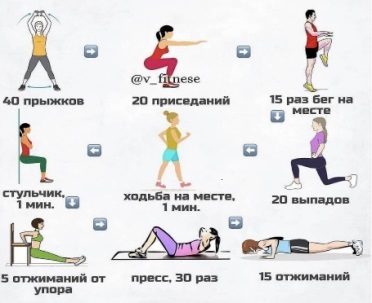 @v_fitnese
40 прыжков
20 приседаний
15 раз бег на
месте
стульчик,
1 мин.
ходьба на месте,
1 мин.
20 выпадов
5 отжиманий от
упора
пресс, 30 раз
15 отжиманий